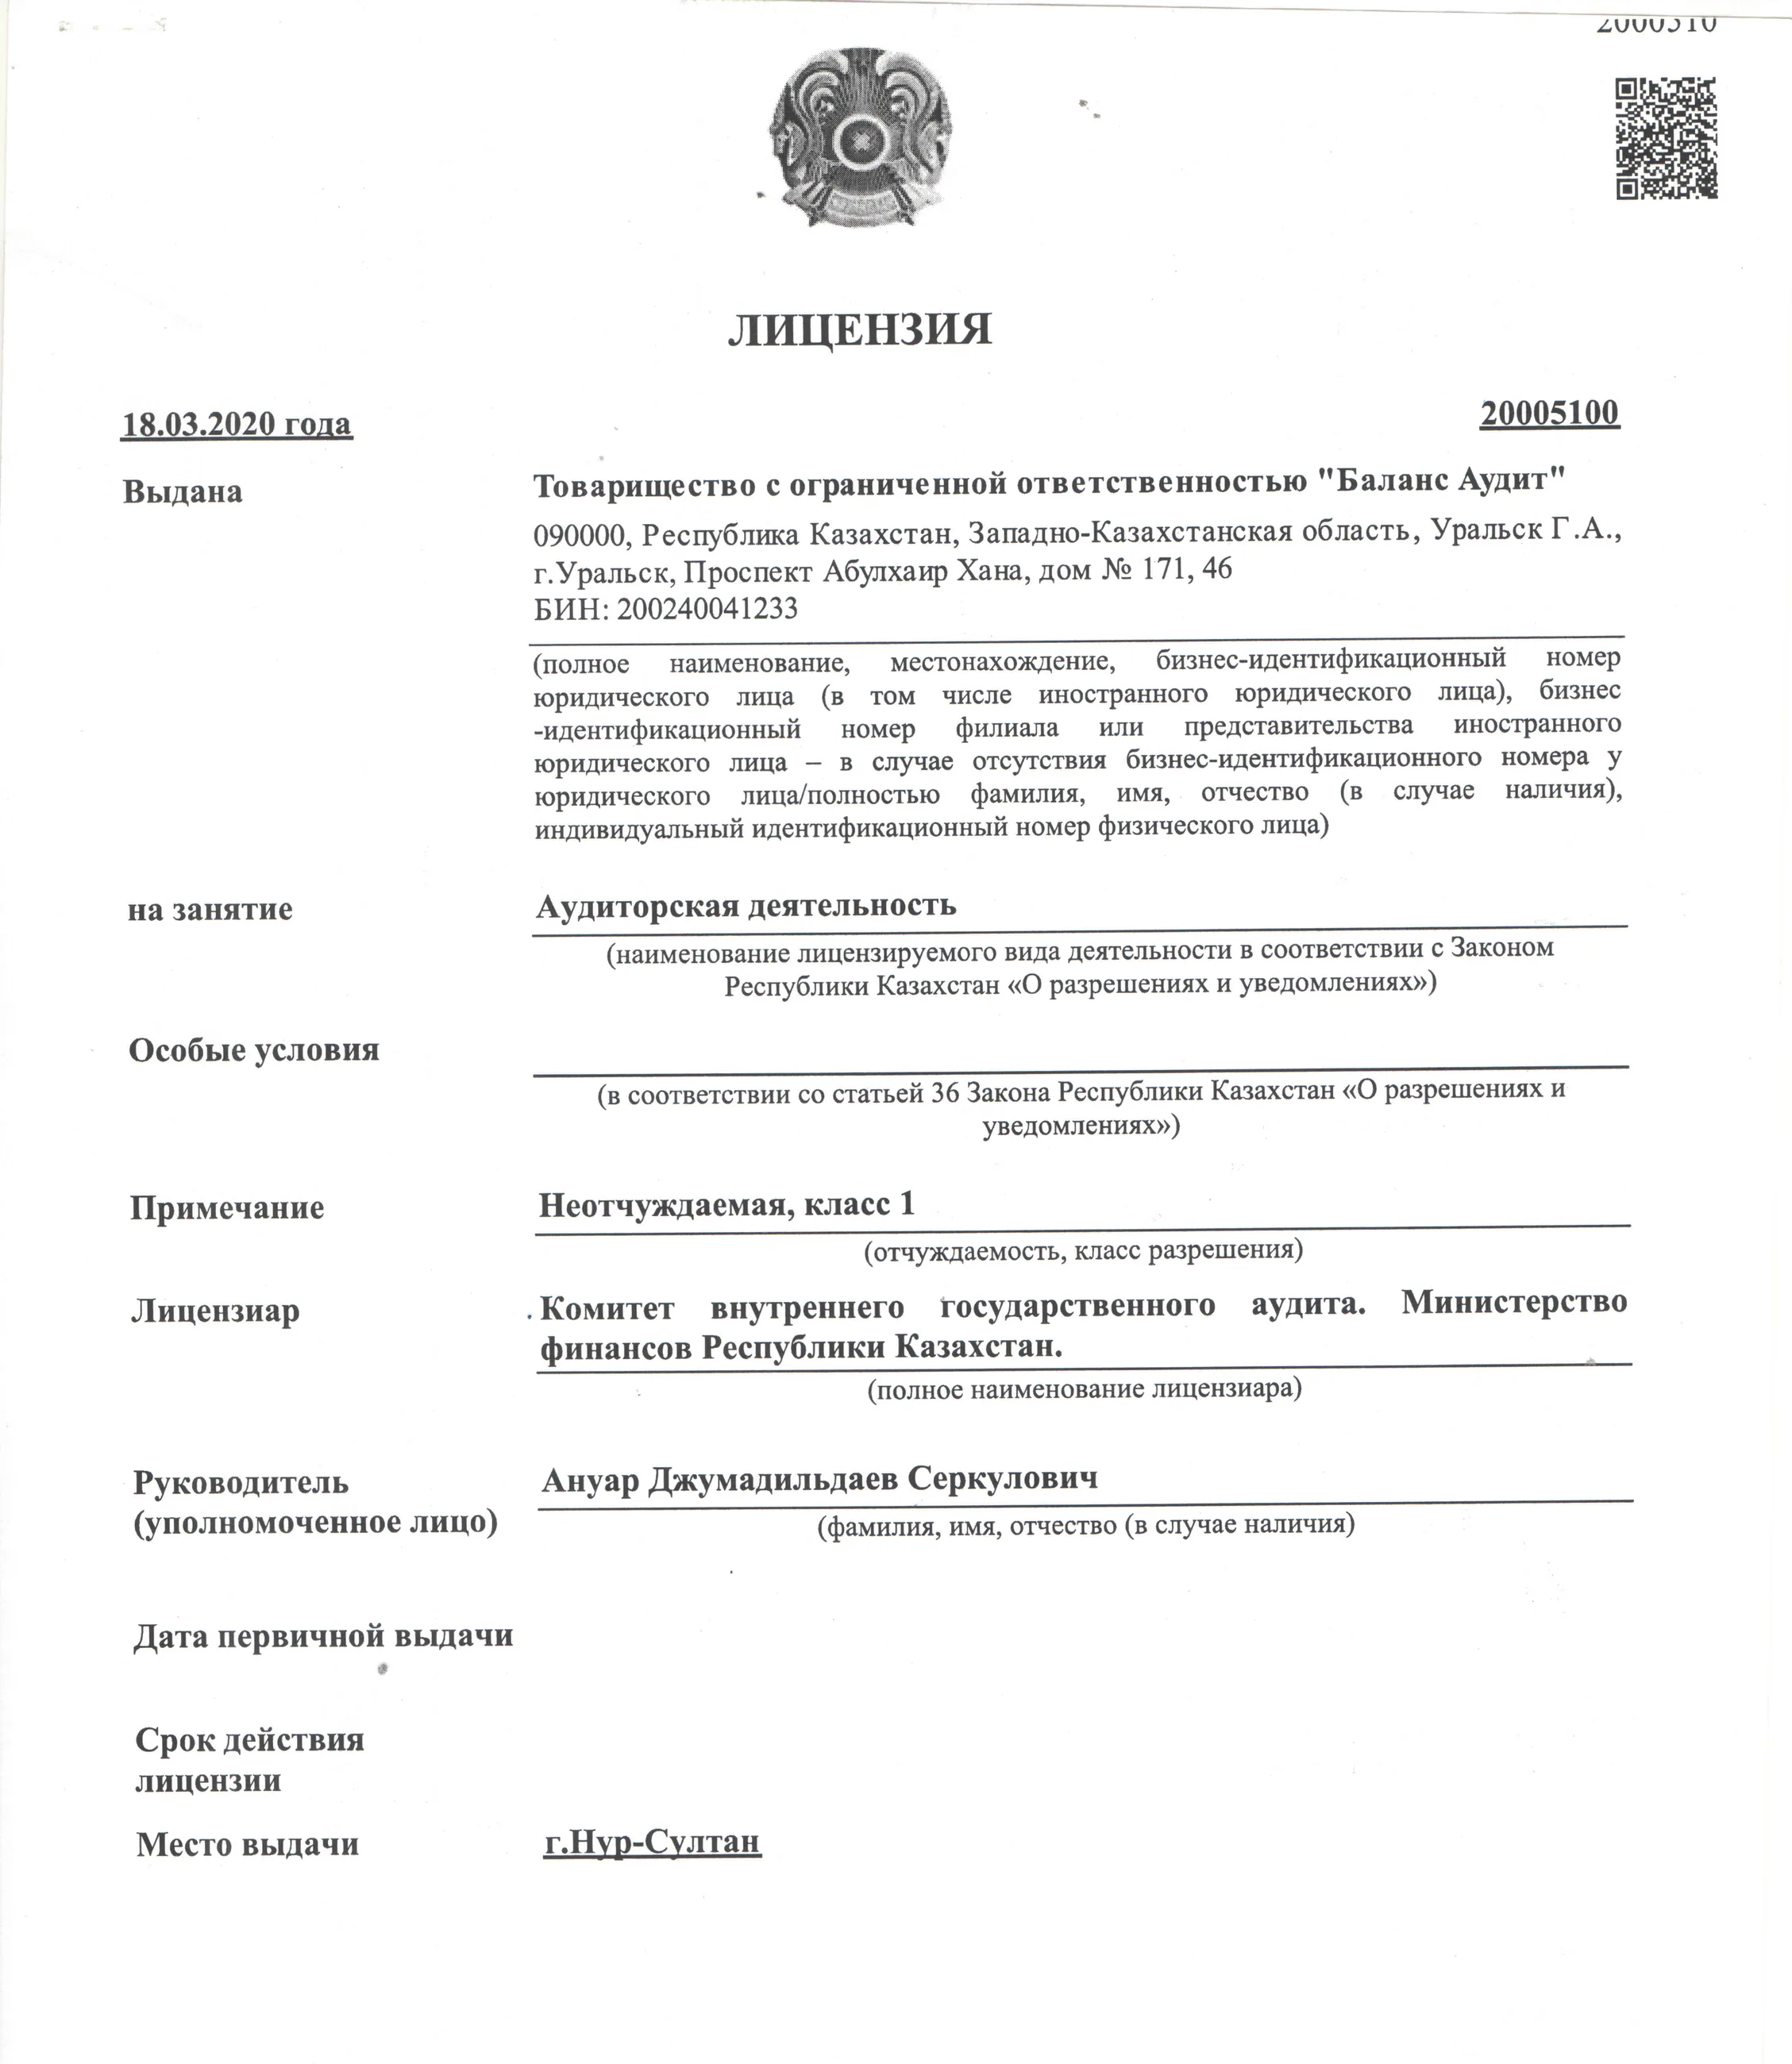 ЛИЦЕНЗИЯ
18.03.2020 года
20005100
Выдана
Товарищество с ограниченной ответственностью "Баланс Аудит"
090000, Республика Казахстан, Западно-Казахстанская область, Уральск Г.А.,
г.Уральск, Проспект Абулхаир Хана, дом № 171, 46
БИН: 200240041233
(полное наименование, местонахождение, бизнес-идентификационный номер
юридического лица (в том числе иностранного юридического лица), бизнес
-идентификационный номер филиала или представительства иностранного
юридического лица – в случае отсутствия бизнес-идентификационного номера у
юридического лица/полностью фамилия, имя, отчество (в случае наличия),
индивидуальный идентификационный номер физического лица)
на занятие
Аудиторская деятельность
(наименование лицензируемого вида деятельности в соответствии с Законом
Республики Казахстан «О разрешениях и уведомлениях»)
Особые условия
(в соответствии со статьей 36 Закона Республики Казахстан «О разрешениях и
уведомлениях»)
Примечание
Неотчуждаемая, класс 1
(отчуждаемость, класс разрешения)
Лицензиар
Комитет внутреннего государственного аудита. Министерство
финансов Республики Казахстан.
(полное наименование лицензиара)
Руководитель
(уполномоченное лицо)
Ануар Джумадильдаев Серкулович
(фамилия, имя, отчество (в случае наличия)
Дата первичной выдачи
Срок действия
лицензии
Место выдачи
г.Нур-Султан